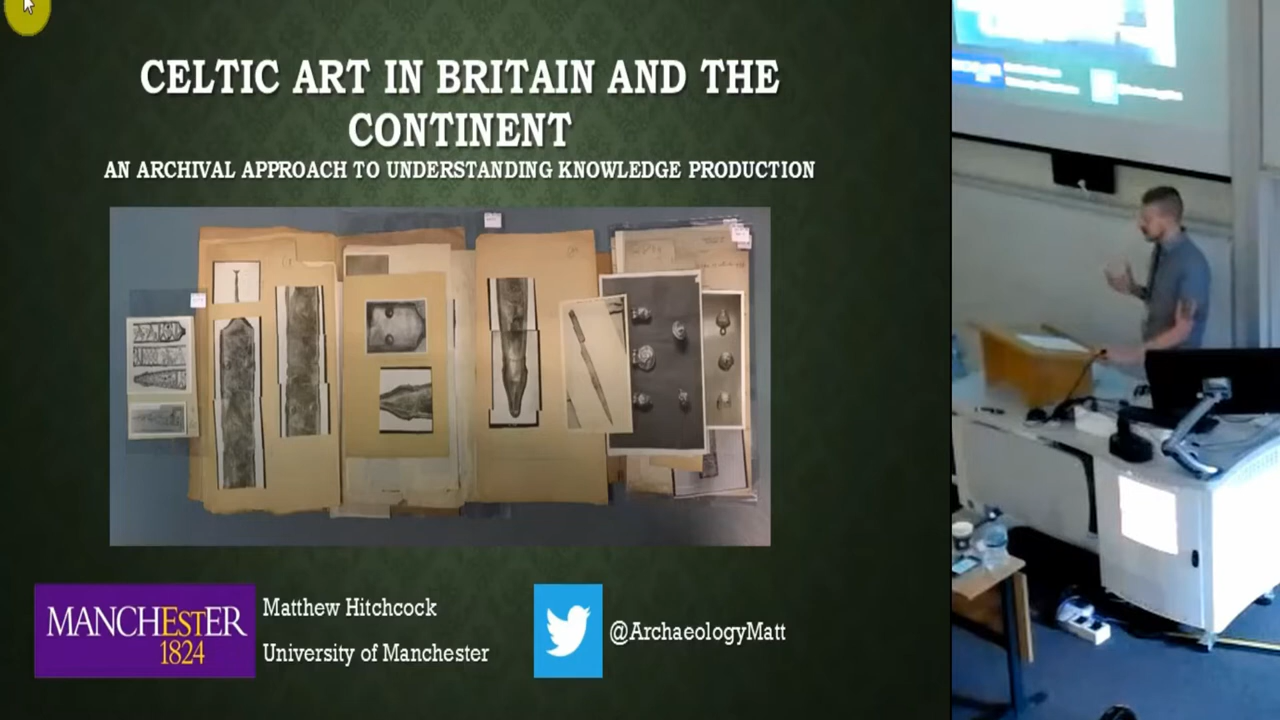 CELTIC ART IN BRITAIN AND THE
CONTINENT
AN ARCHIVAL APPROACH TO UNDERSTANDING KNOWLEDGE PRODUCTION
MANCHESTER
1824
Matthew Hitchcock
University of Manchester
@ArchaeologyMatt